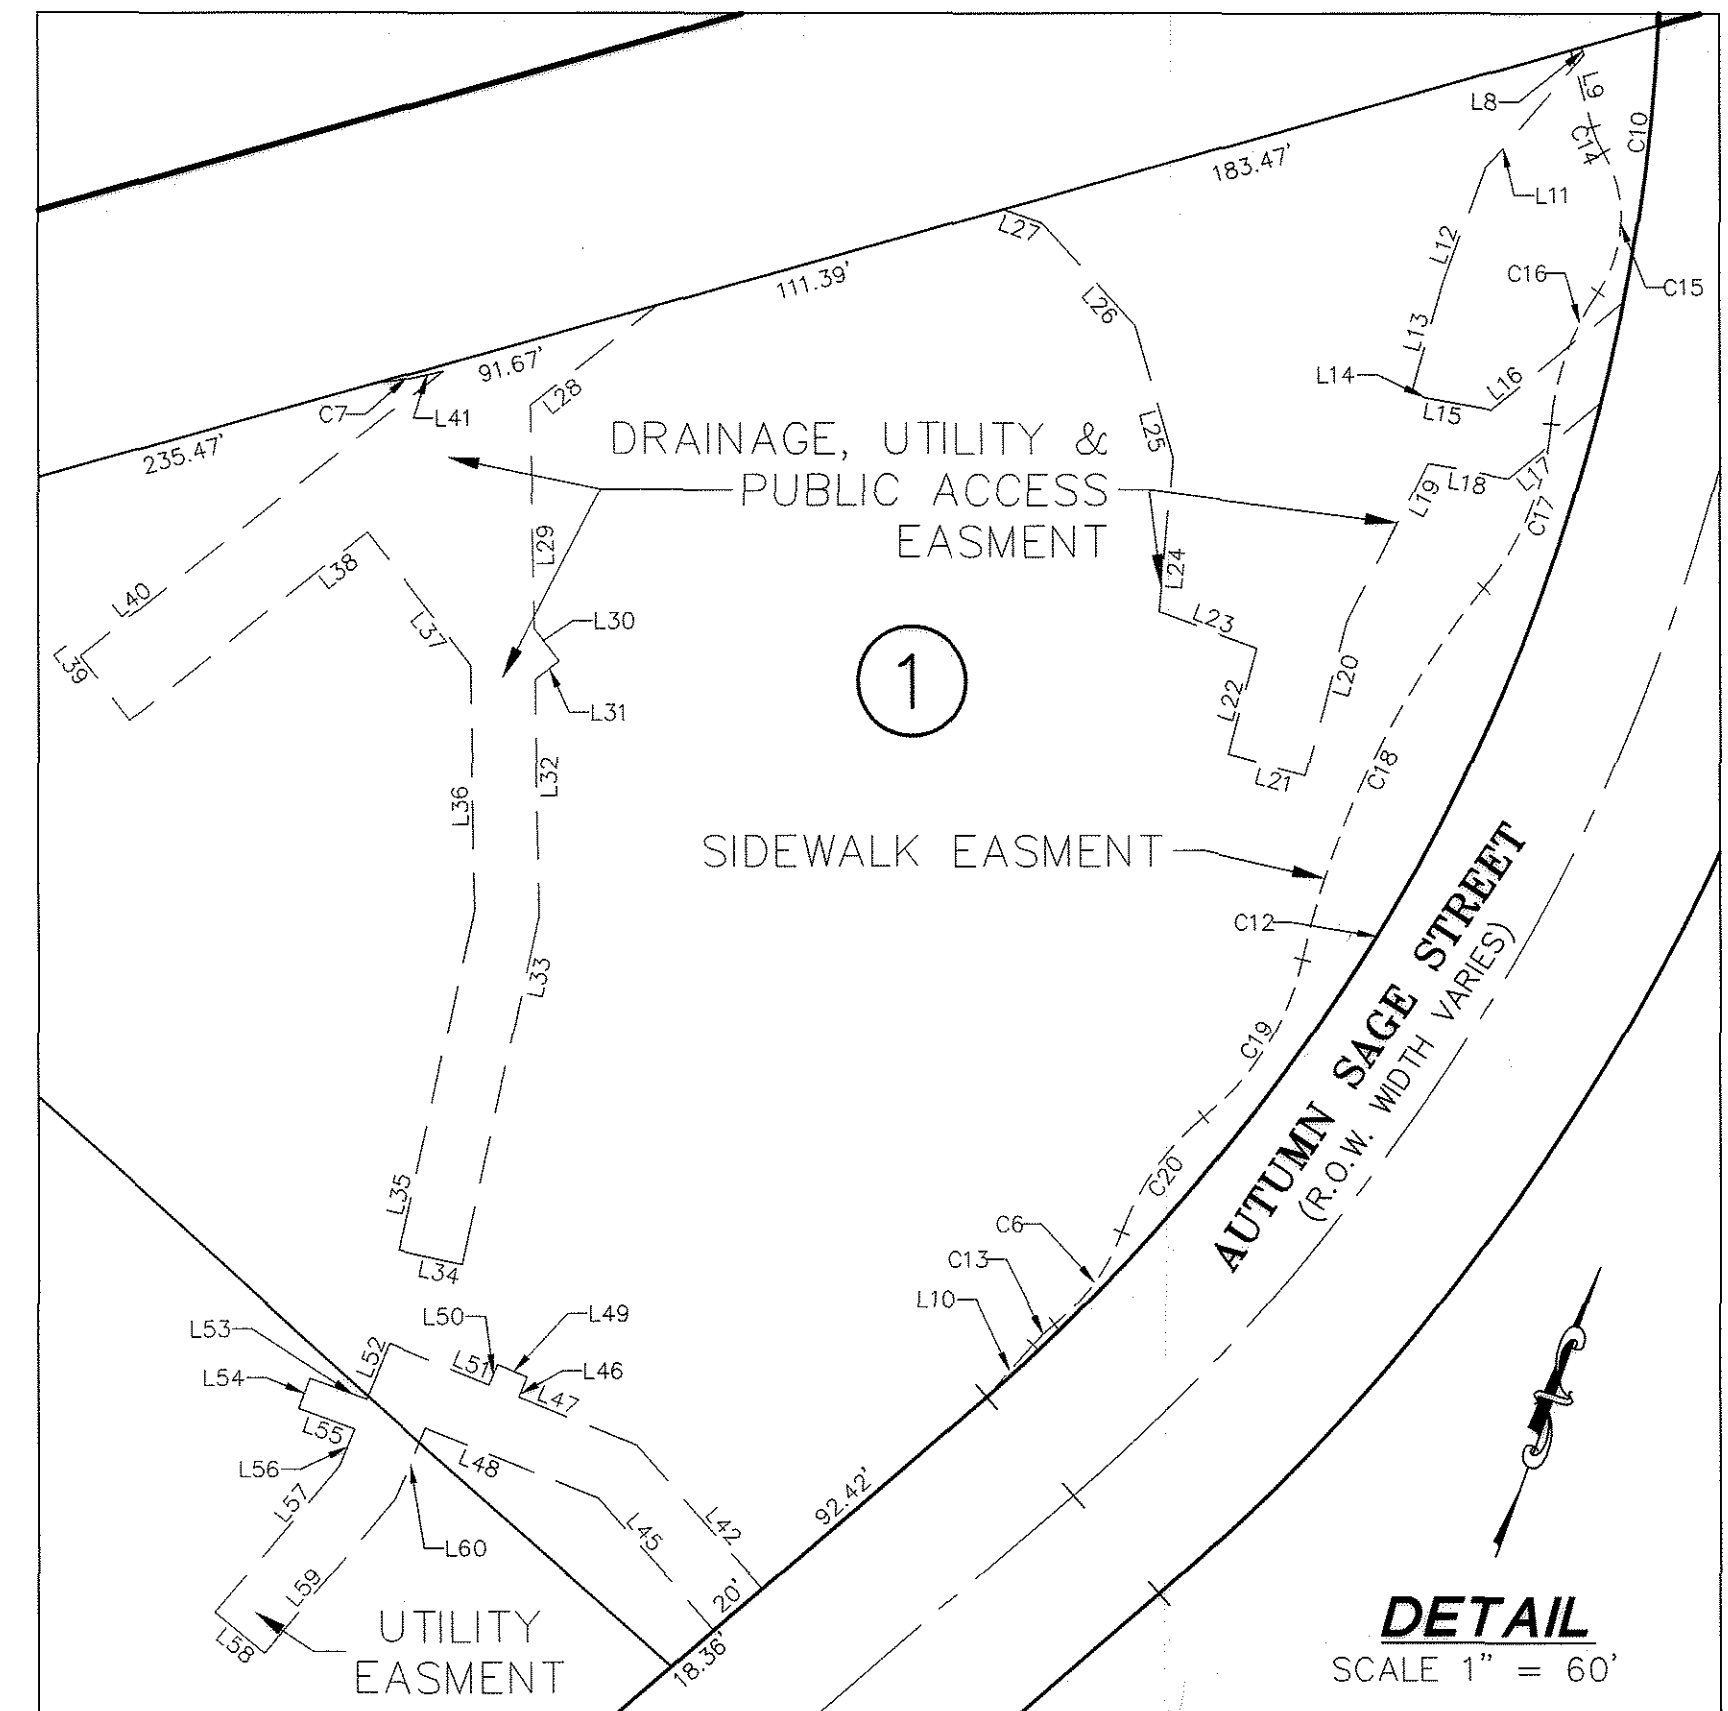 L8
L9
C10
C14
183.47'
L11
L27
L12
C16
C15
111.39'
L26
L13
91.67'
L14
L16
C7
L41
L28
L15
235.47'
L25
DRAINAGE, UTILITY &
PUBLIC ACCESS
EASMENT
L17
L18
L19
C17
L29
L24
L38
L40
L23
L30
L37
L39
L20
1
L22
L31
L21
C18
L32
L36
SIDEWALK EASMENT
C12
L33
C19
AUTUMN SAGE STREET
(R.O.W. WIDTH VARIES)
C20
L35
C6
C13
L34
L10
L50
L49
L53
L52
L51
L46
L54
L47
L55
L48
L56
92.42'
L57
L45
L42
L60
L59
20'
UTILITY
EASMENT
L58
18.36'
DETAIL
SCALE 1" = 60'